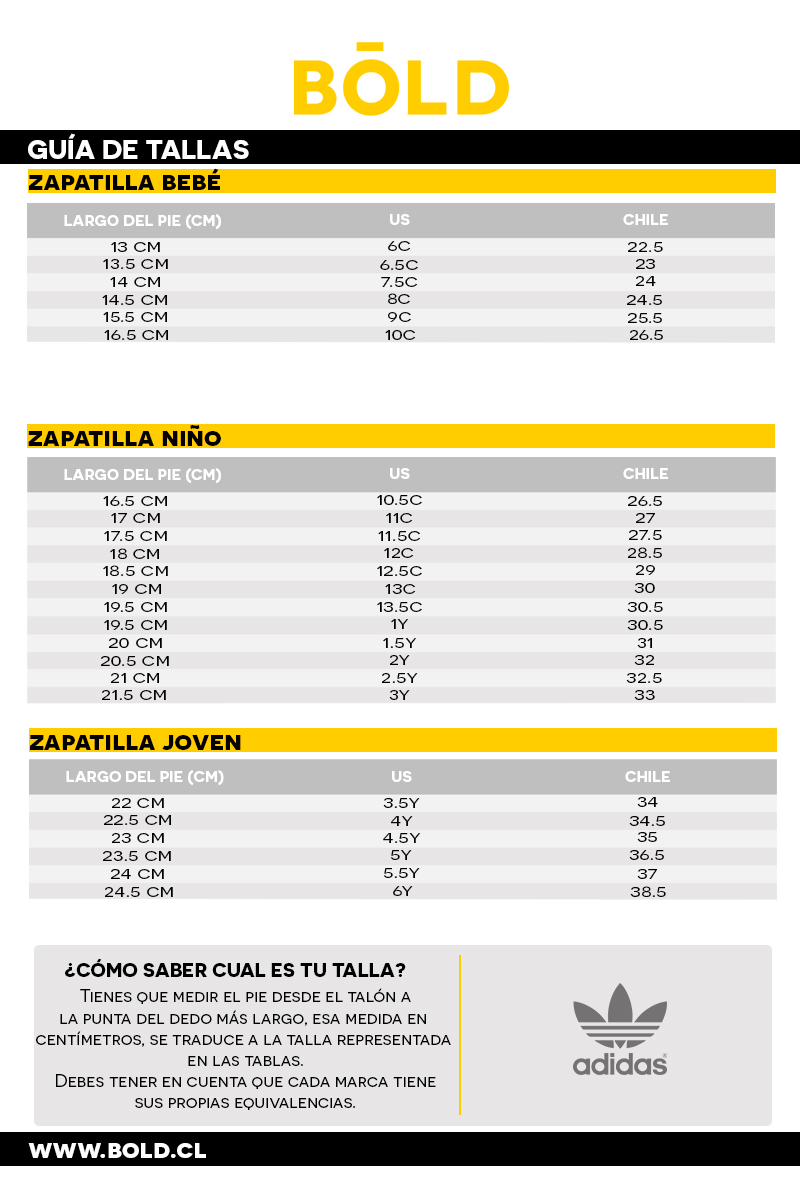 BŌLD
GUÍA DE TALLAS
ZAPATILLA BEBÉ
LARGO DEL PIE (CM) US CHILE
13 CM 6C 22.5
13.5 CM 6.5C 23
14 CM 7.5C 24
14.5 CM 8C 24.5
15.5 CM 9C 25.5
16.5 CM 10C 26.5
ZAPATILLA NIÑO
LARGO DEL PIE (CM) US CHILE
16.5 CM 10.5C 26.5
17 CM 11C 27
17.5 CM 11.5C 27.5
18 CM 12C 28.5
18.5 CM 12.5C 29
19 CM 13C 30
19.5 CM 13.5C 30.5
19.5 CM 1Y 30.5
20 CM 1.5Y 31
20.5 CM 2Y 32
21 CM 2.5Y 32.5
21.5 CM 3Y 33
ZAPATILLA JOVEN
LARGO DEL PIE (CM) US CHILE
22 CM 3.5Y 34
22.5 CM 4Y 34.5
23 CM 4.5Y 35
23.5 CM 5Y 36.5
24 CM 5.5Y 37
24.5 CM 6Y 38.5
¿CÓMO SABER CUAL ES TU TALLA?
TIENES QUE MEDIR EL PIE DESDE EL TALÓN A
LA PUNTA DEL DEDO MÁS LARGO, ESA MEDIDA EN
CENTÍMETROS, SE TRADUCE A LA TALLA REPRESENTADA
EN LAS TABLAS.
DEBES TENER EN CUENTA QUE CADA MARCA TIENE
SUS PROPIAS EQUIVALENCIAS.
adidas®
WWW.BOLD.CL